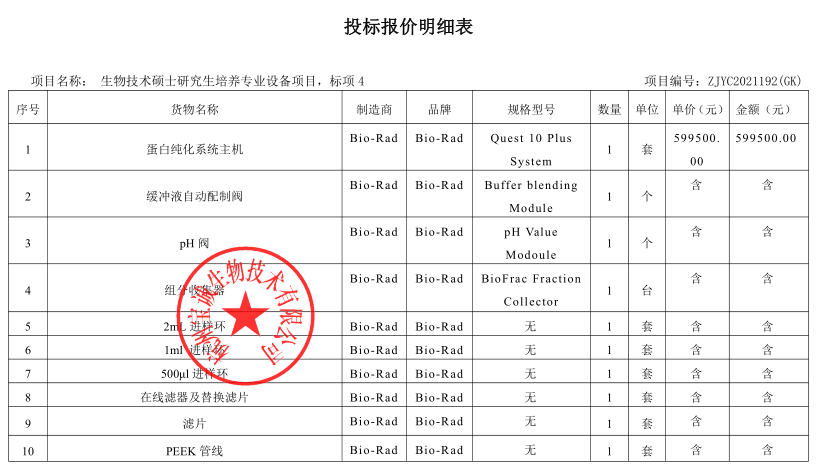 投标报价明细表
项目名称： 生物技术硕士研究生培养专业设备项目，标项 4 项目编号：ZJYC2021192(GK)
序号 货物名称 制造商 品牌 规格型号 数量 单位 单价（元） 金额（元）
1 蛋白纯化系统主机 Bio-Rad Bio-Rad Quest 10 Plus System 1 套 599500.00 599500.00
2 缓冲液自动配制阀 Bio-Rad Bio-Rad Buffer blending Module 1 个 含 含
3 pH 阀 Bio-Rad Bio-Rad pH Value Modoule 1 个 含 含
4 组分收集器 Bio-Rad Bio-Rad BioFrac Fraction Collector 1 台 含 含
5 2mL 进样环 Bio-Rad Bio-Rad 无 1 套 含 含
6 1ml 进样环 Bio-Rad Bio-Rad 无 1 套 含 含
7 500μl 进样环 Bio-Rad Bio-Rad 无 1 套 含 含
8 在线滤器及替换滤片 Bio-Rad Bio-Rad 无 1 套 含 含
9 滤片 Bio-Rad Bio-Rad 无 1 套 含 含
10 PEEK 管线 Bio-Rad Bio-Rad 无 1 套 含 含
杭州宝诚生物技术有限公司